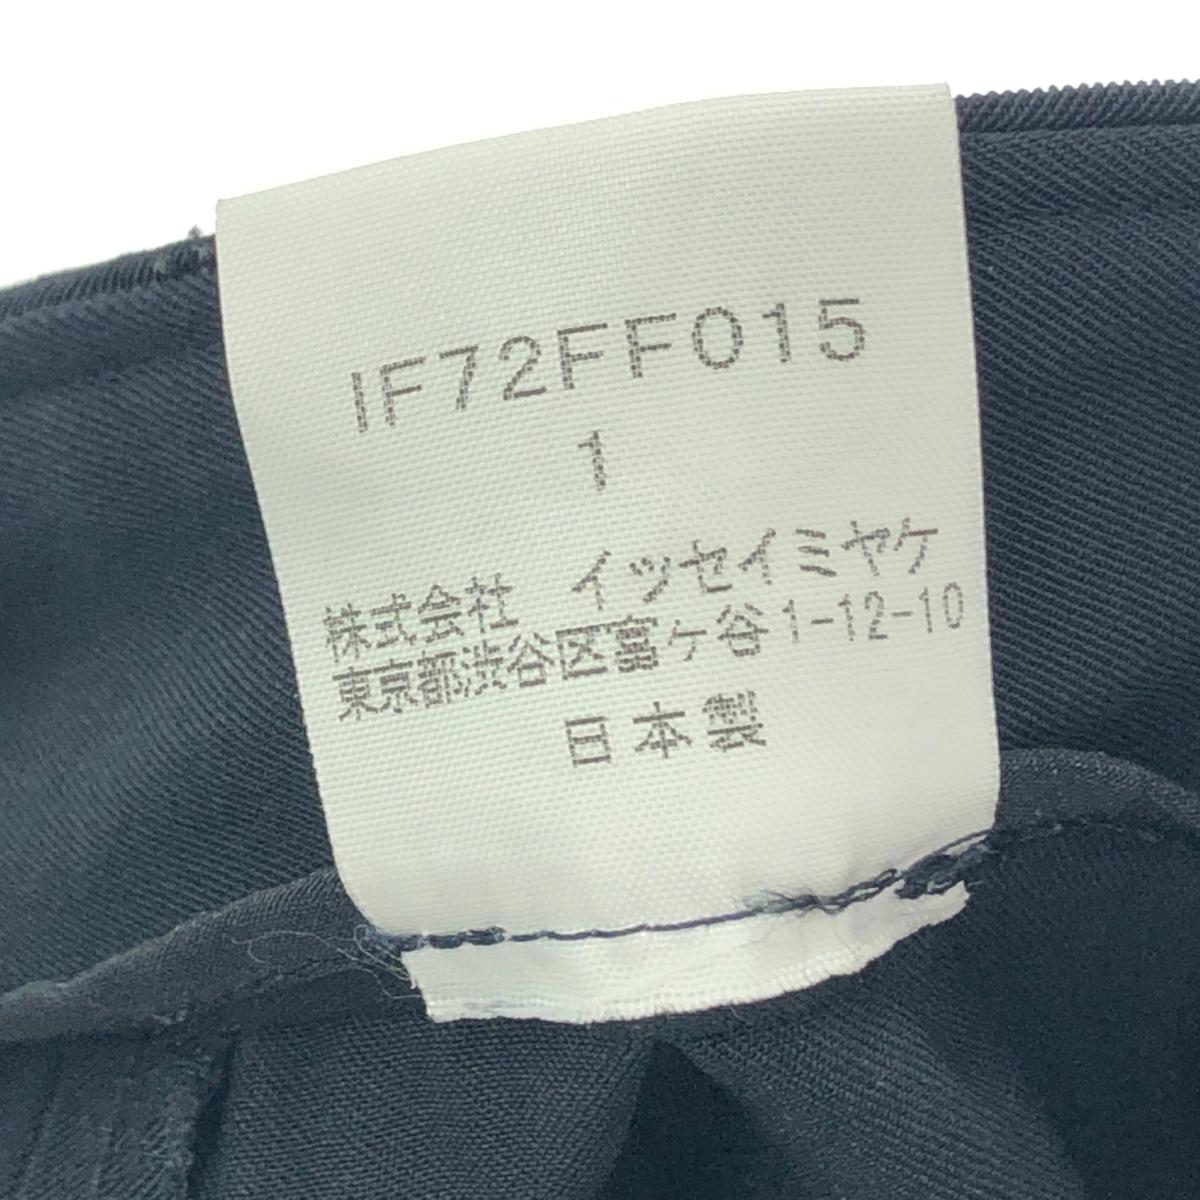 IF72FF015
1
株式会社 イッセイミヤケ
東京都渋谷区富ヶ谷1-12-10
日本製